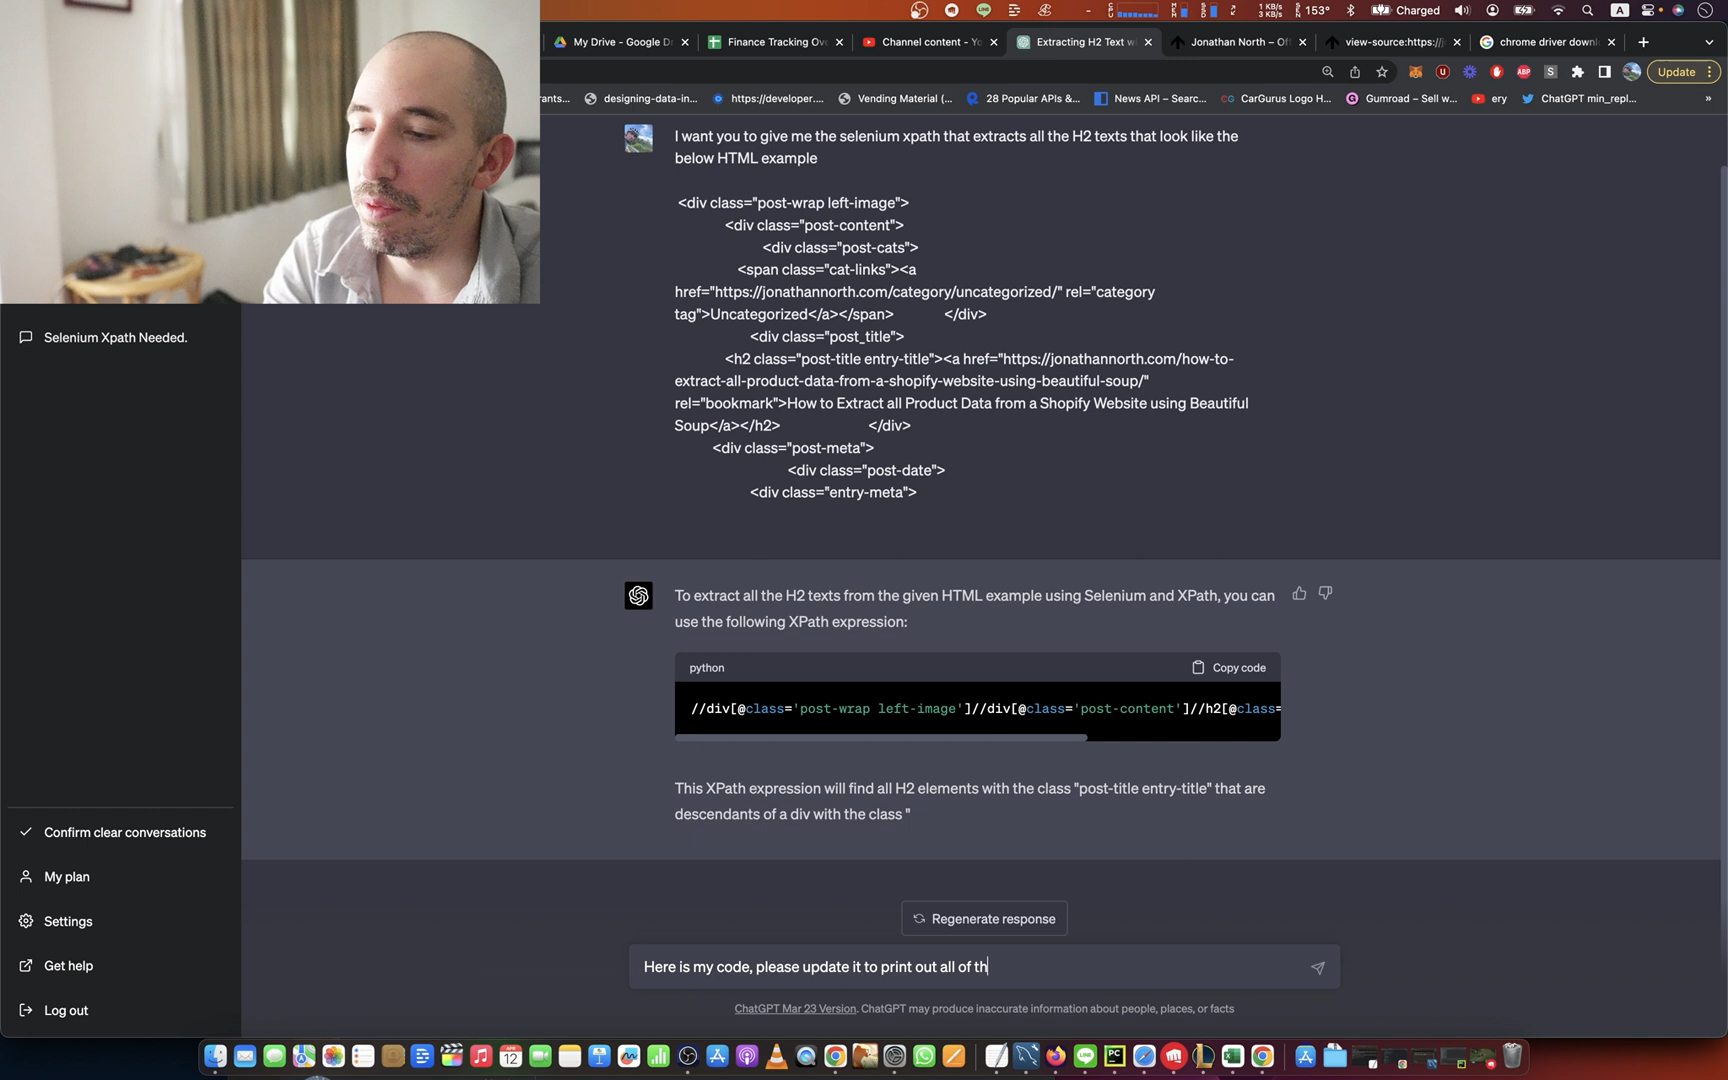 1 KB/s
3 KB/s
153°
Charged
A
My Drive - Google D
Finance Tracking Ov
Channel content - Yo
Extracting H2 Text w
Jonathan North – Of
view-source:https://j
chrome driver downl
Update
rants...
designing-data-in...
https://developer....
Vending Material (...
28 Popular APIs &...
News API – Searc...
CarGurus Logo H...
Gumroad – Sell w...
ery
ChatGPT min_repl...
»
I want you to give me the selenium xpath that extracts all the H2 texts that look like the
below HTML example
<div class="post-wrap left-image">
<div class="post-content">
<div class="post-cats">
<span class="cat-links"><a
href="https://jonathannorth.com/category/uncategorized/" rel="category
tag">Uncategorized</a></span> </div>
<div class="post_title">
<h2 class="post-title entry-title"><a href="https://jonathannorth.com/how-to-
extract-all-product-data-from-a-shopify-website-using-beautiful-soup/"
rel="bookmark">How to Extract all Product Data from a Shopify Website using Beautiful
Soup</a></h2> </div>
<div class="post-meta">
<div class="post-date">
<div class="entry-meta">
Selenium Xpath Needed.
To extract all the H2 texts from the given HTML example using Selenium and XPath, you can
use the following XPath expression:
python
Copy code
//div[@class='post-wrap left-image']//div[@class='post-content']//h2[@class=
This XPath expression will find all H2 elements with the class "post-title entry-title" that are
descendants of a div with the class "
Confirm clear conversations
My plan
Settings
Get help
Log out
Regenerate response
Here is my code, please update it to print out all of th
ChatGPT Mar 23 Version. ChatGPT may produce inaccurate information about people, places, or facts